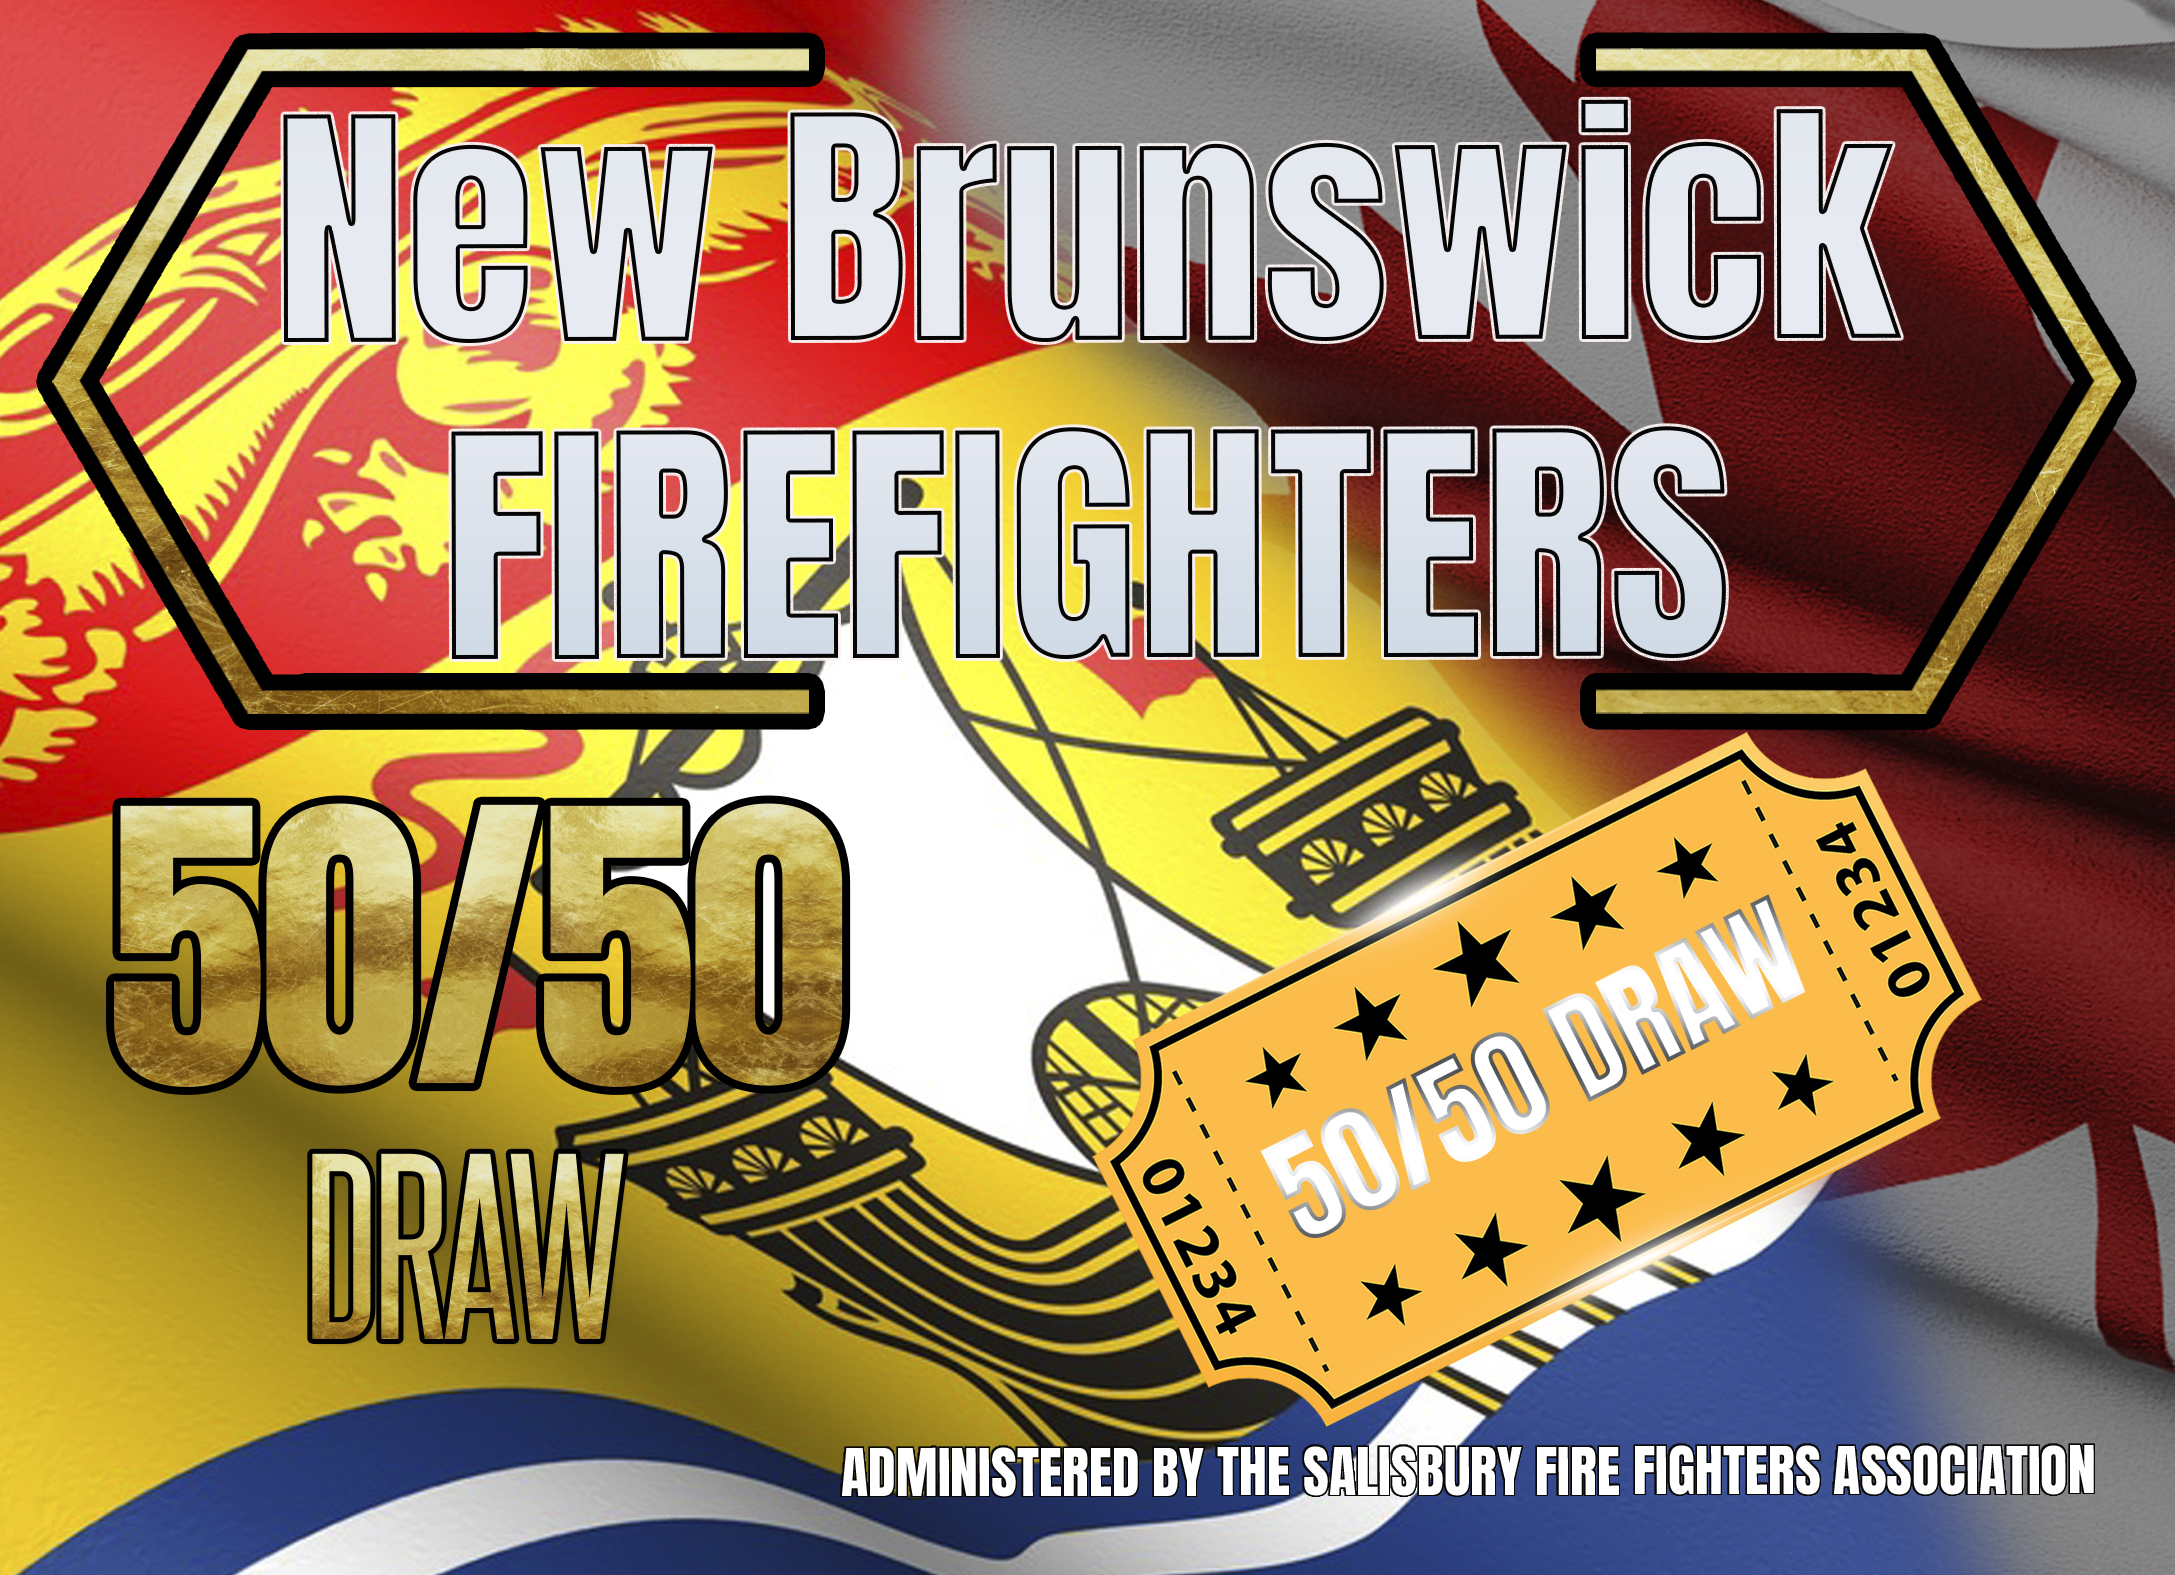 New Brunswick
FIREFIGHTERS
50/50
DRAW
01234
50/50 DRAW
01234
ADMINISTERED BY THE SALISBURY FIRE FIGHTERS ASSOCIATION